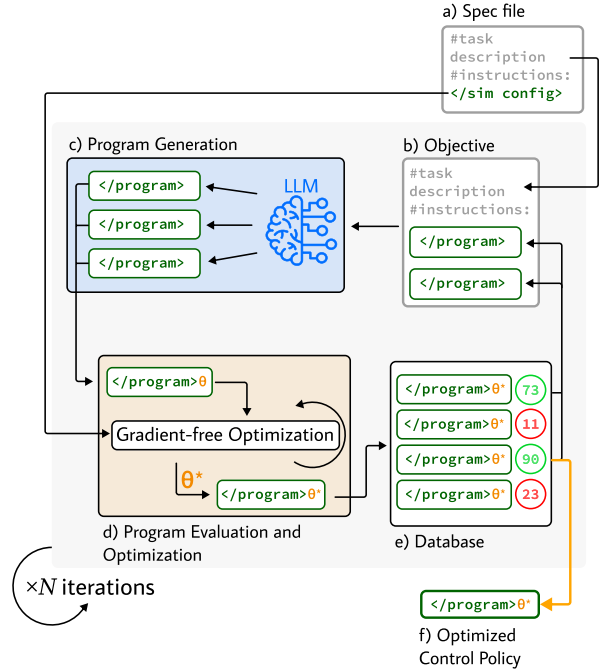 a) Spec file
#task
description
#instructions:
</sim config>
c) Program Generation
b) Objective
</program>
</program>
</program>
LLM
#task
description
#instructions:
</program>
</program>
</program>θ
Gradient-free Optimization
θ*
</program>θ*
d) Program Evaluation and
Optimization
</program>θ* 73
</program>θ* 11
</program>θ* 90
</program>θ* 23
e) Database
×N iterations
</program>θ*
f) Optimized
Control Policy